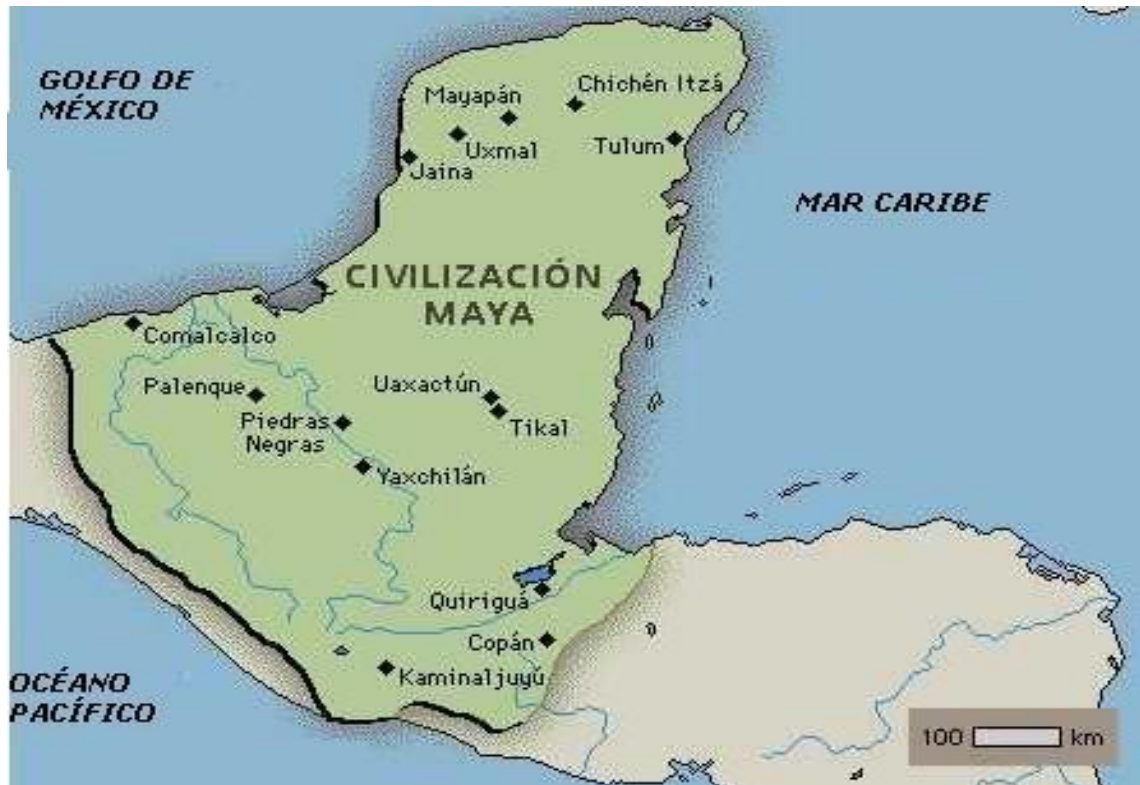 GOLFO DE
MÉXICO
Chichén Itzá
Mayapán
Uxmal
Tulum
Jaina
MAR CARIBE
CIVILIZACIÓN
MAYA
Comalcalco
Palenque
Uaxactún
Piedras
Negras
Tikal
Yaxchilán
Quiriguá
Copán
Kaminaljuyú
OCÉANO
PACÍFICO
100 km